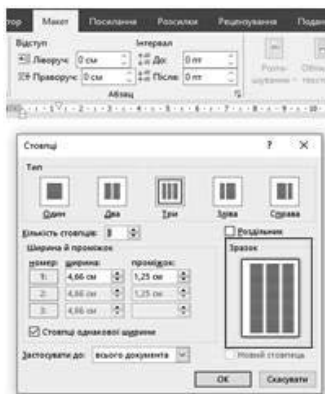 тор Макет Посилання Розсилки Рецензування Подан
Відступ Інтервал
Ліворуч: 0 см До: 0 пт
Праворуч: 0 см Після: 0 пт
Абзац
Стовпці ? ×
Тип
Один Два Три Зліва Справа
Кількість стовпців: 3 Роздільник
Ширина й проміжок Зразок
номер: ширина: проміжок:
1: 4,66 см 1,25 см
2: 4,66 см 1,25 см
3: 4,66 см
Стовпці однакової ширини
Застосувати до: всього документа Новий стовпець
OK Скасувати